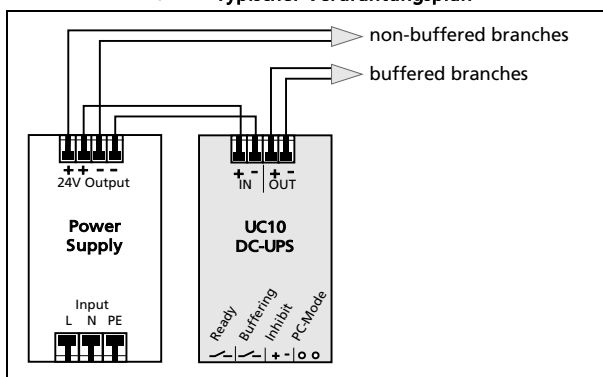 Typischer Verdrahtungsplan
non-buffered branches
buffered branches
+ + - -
24V Output
+ - + -
IN OUT
Power
Supply
UC10
DC-UPS
Input
L N PE
Ready
Buffering
Inhibit
PC-Mode
+ -